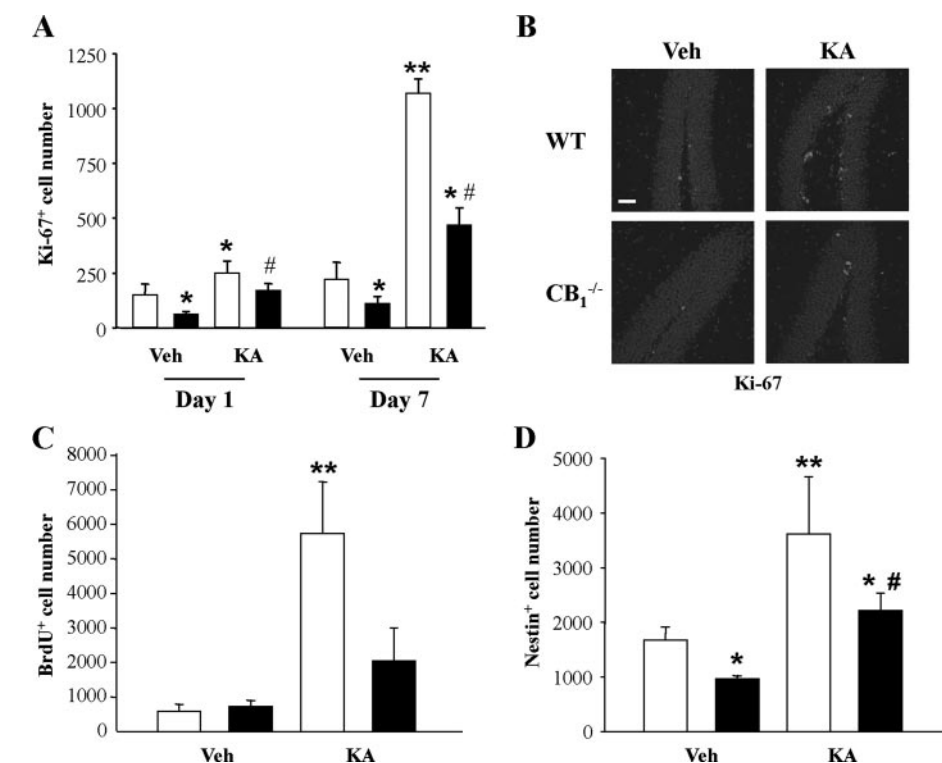 A
Ki-67⁺ cell number
1250
1000
750
500
250
0
**
*
*
#
*
* #
Veh
KA
Veh
KA
Day 1
Day 7
B
Veh
KA
WT
CB₁⁻/⁻
Ki-67
C
BrdU⁺ cell number
8000
7000
6000
5000
4000
3000
2000
1000
0
**
Veh
KA
D
Nestin⁺ cell number
5000
4000
3000
2000
1000
0
*
**
* #
Veh
KA